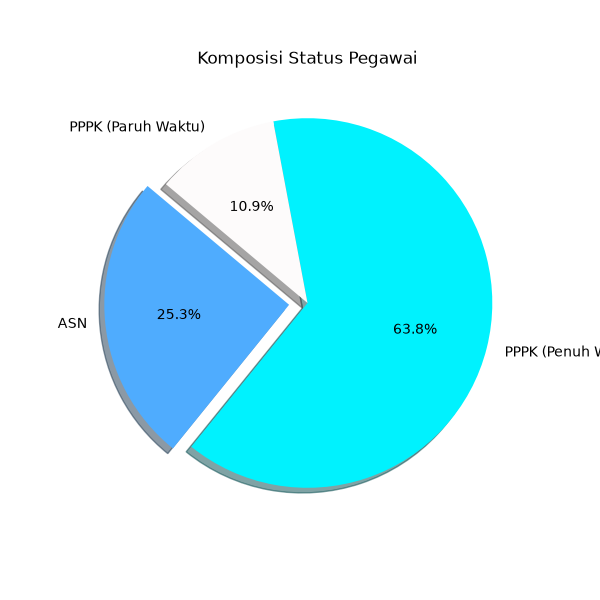 Komposisi Status Pegawai
PPPK (Paruh Waktu)
10.9%
25.3%
ASN
63.8%
PPPK (Penuh